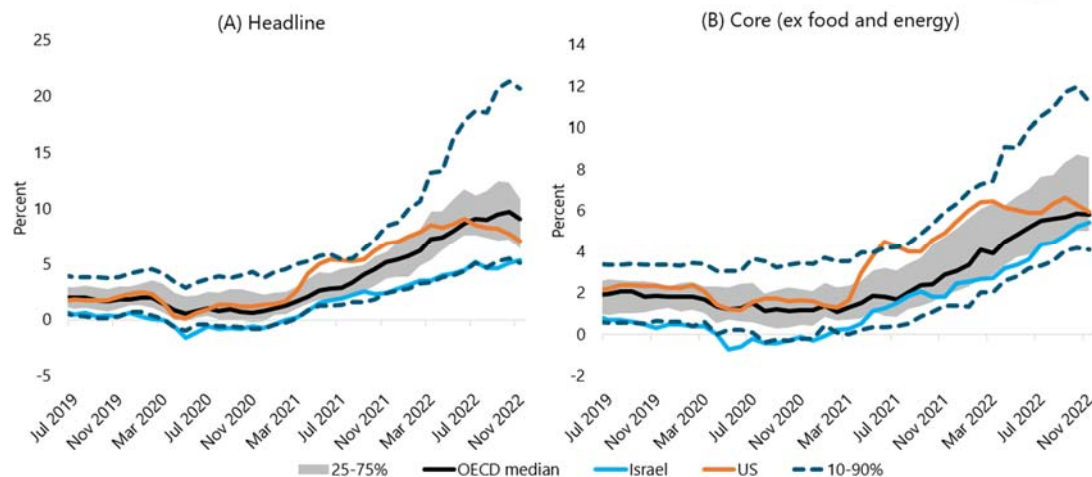 (A) Headline
25
20
15
10
5
0
-5
Percent
Jul 2019
Nov 2019
Mar 2020
Jul 2020
Nov 2020
Mar 2021
Jul 2021
Nov 2021
Mar 2022
Jul 2022
Nov 2022
(B) Core (ex food and energy)
14
12
10
8
6
4
2
0
-2
Percent
Jul 2019
Nov 2019
Mar 2020
Jul 2020
Nov 2020
Mar 2021
Jul 2021
Nov 2021
Mar 2022
Jul 2022
Nov 2022
25-75%
OECD median
Israel
US
10-90%